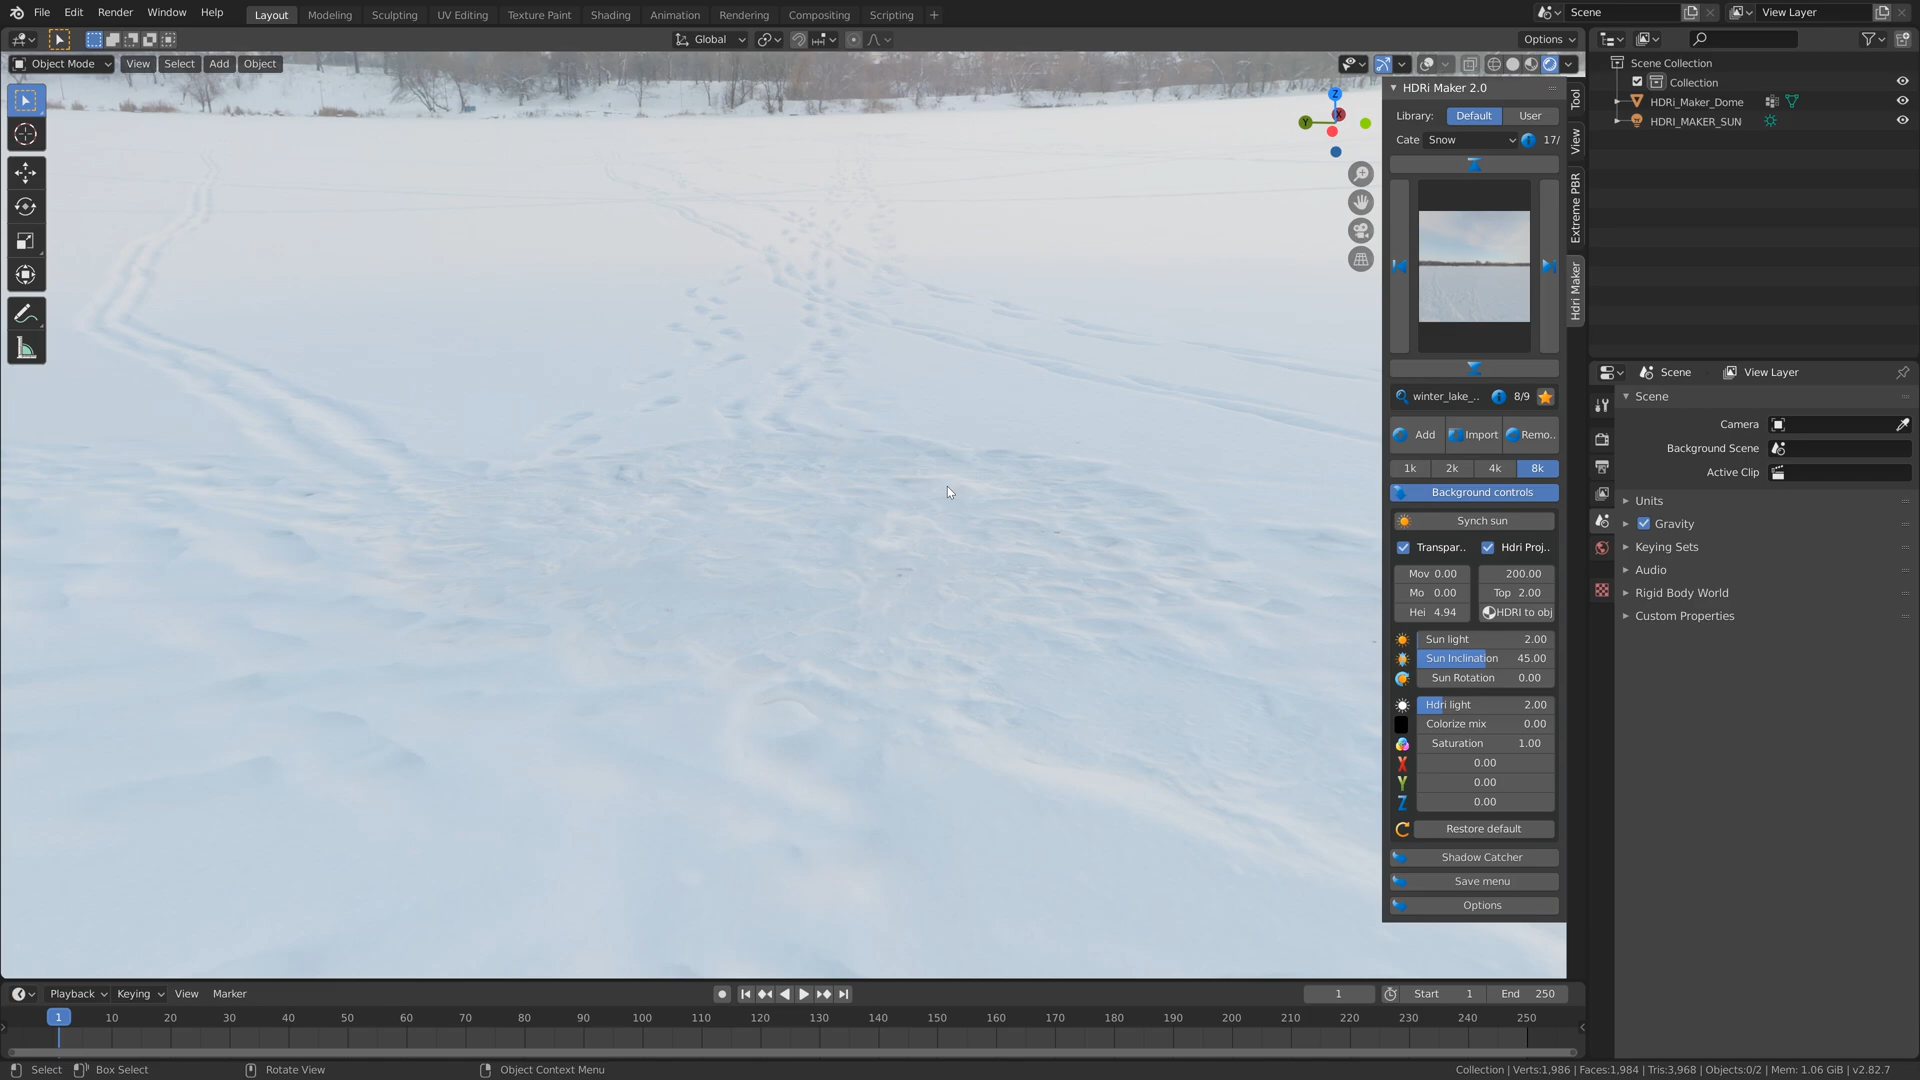 File Edit Render Window Help
Layout Modeling Sculpting UV Editing Texture Paint Shading Animation Rendering Compositing Scripting +
Scene
View Layer
Global
Options
Object Mode View Select Add Object
Z
Y
X
HDRi Maker 2.0
Library: Default User
Cate Snow 17/
winter_lake_.. 8/9
Add Import Remo..
1k 2k 4k 8k
Background controls
Synch sun
Transpar.. Hdri Proj..
Mov 0.00 200.00
Mo 0.00 Top 2.00
Hei 4.94 HDRI to obj
Sun light 2.00
Sun Inclination 45.00
Sun Rotation 0.00
Hdri light 2.00
Colorize mix 0.00
Saturation 1.00
X 0.00
Y 0.00
Z 0.00
Restore default
Shadow Catcher
Save menu
Options
Tool
View
Extreme PBR
Hdri Maker
Scene Collection
Collection
HDRi_Maker_Dome
HDRI_MAKER_SUN
Scene View Layer
Scene
Camera
Background Scene
Active Clip
Units
Gravity
Keying Sets
Audio
Rigid Body World
Custom Properties
Playback Keying View Marker
1 Start 1 End 250
1 10 20 30 40 50 60 70 80 90 100 110 120 130 140 150 160 170 180 190 200 210 220 230 240 250
Select Box Select Rotate View Object Context Menu
Collection | Verts:1,986 | Faces:1,984 | Tris:3,968 | Objects:0/2 | Mem: 1.06 GiB | v2.82.7